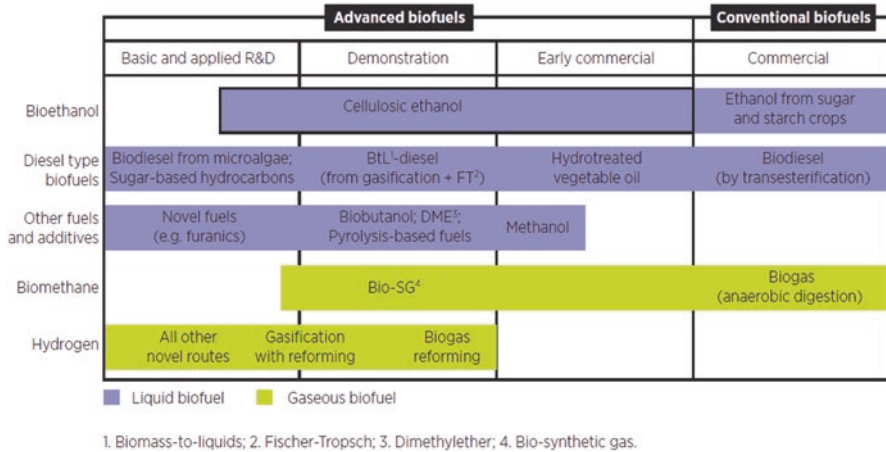 Advanced biofuels
Conventional biofuels
Basic and applied R&D
Demonstration
Early commercial
Commercial
Bioethanol
Cellulosic ethanol
Ethanol from sugar
and starch crops
Diesel type
biofuels
Biodiesel from microalgae;
Sugar-based hydrocarbons
BtL¹-diesel
(from gasification + FT²)
Hydrotreated
vegetable oil
Biodiesel
(by transesterification)
Other fuels
and additives
Novel fuels
(e.g. furanics)
Biobutanol; DME³;
Pyrolysis-based fuels
Methanol
Biomethane
Bio-SG⁴
Biogas
(anaerobic digestion)
Hydrogen
All other
novel routes
Gasification
with reforming
Biogas
reforming
Liquid biofuel
Gaseous biofuel
1. Biomass-to-liquids; 2. Fischer-Tropsch; 3. Dimethylether; 4. Bio-synthetic gas.